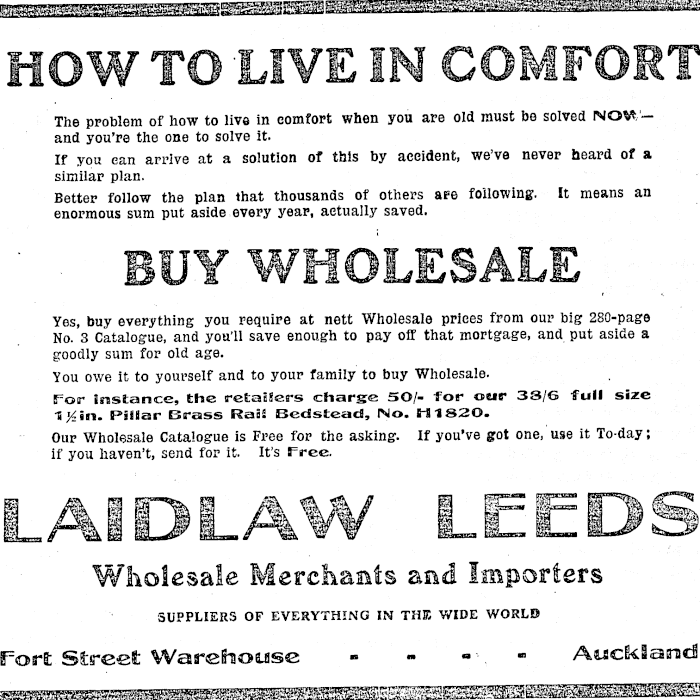 HOW TO LIVE IN COMFORT
The problem of how to live in comfort when you are old must be solved NOW—
and you're the one to solve it.
If you can arrive at a solution of this by accident, we've never heard of a
similar plan.
Better follow the plan that thousands of others are following. It means an
enormous sum put aside every year, actually saved.
BUY WHOLESALE
Yes, buy everything you require at nett Wholesale prices from our big 280-page
No. 3 Catalogue, and you'll save enough to pay off that mortgage, and put aside a
goodly sum for old age.
You owe it to yourself and to your family to buy Wholesale.
For instance, the retailers charge 50/- for our 38/6 full size
1½in. Pillar Brass Rail Bedstead, No. H1820.
Our Wholesale Catalogue is Free for the asking. If you've got one, use it To-day;
if you haven't, send for it. It's Free.
LAIDLAW LEEDS
Wholesale Merchants and Importers
SUPPLIERS OF EVERYTHING IN THE WIDE WORLD
Fort Street Warehouse - - - - Auckland